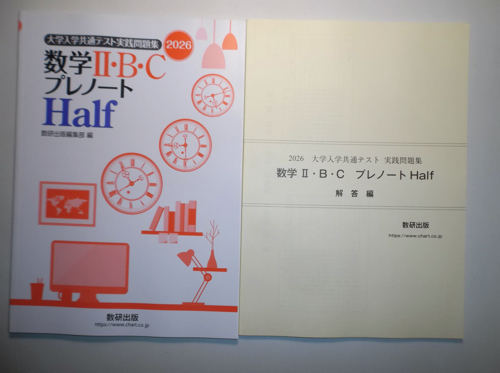 大学入学共通テスト実践問題集
2026
数学Ⅱ・B・C
プレノート
Half
数研出版編集部 編
数研出版
https://www.chart.co.jp
2026 大学入学共通テスト 実践問題集
数学 Ⅱ・B・C プレノート Half
解 答 編
数研出版
https://www.chart.co.jp